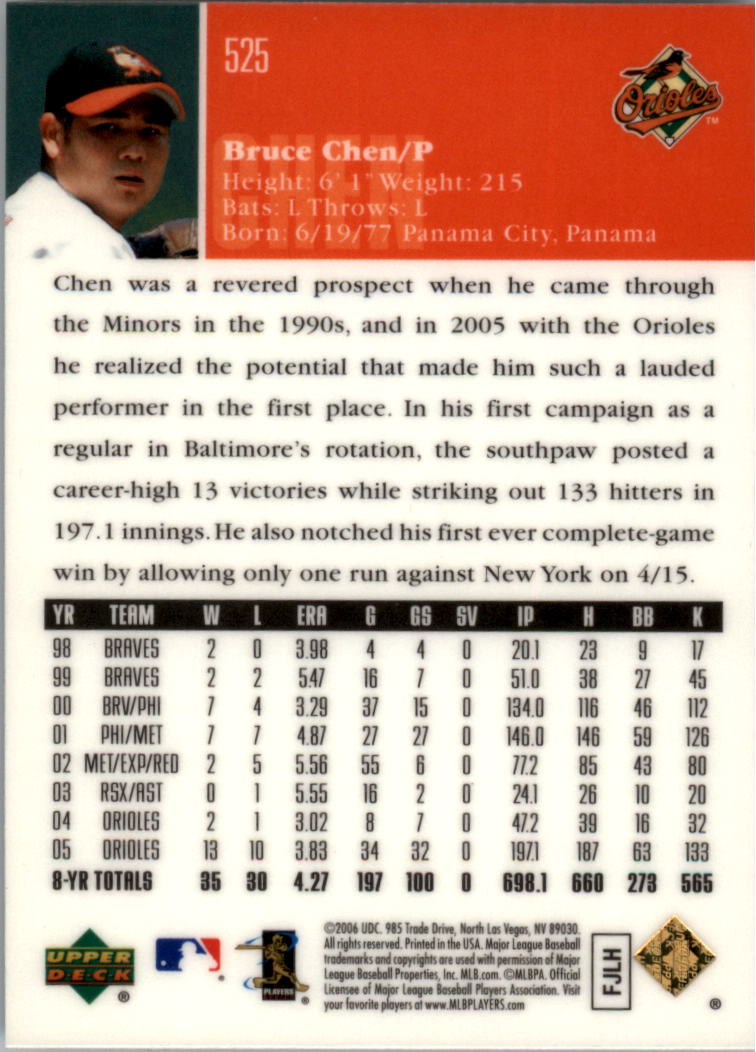 525
Orioles TM
Bruce Chen/P
Height: 6' 1" Weight: 215
Bats: L Throws: L
Born: 6/19/77 Panama City, Panama
Chen was a revered prospect when he came through
the Minors in the 1990s, and in 2005 with the Orioles
he realized the potential that made him such a lauded
performer in the first place. In his first campaign as a
regular in Baltimore's rotation, the southpaw posted a
career-high 13 victories while striking out 133 hitters in
197.1 innings. He also notched his first ever complete-game
win by allowing only one run against New York on 4/15.
YR TEAM W L ERA G GS SV IP H BB K
98 BRAVES 2 0 3.98 4 4 0 20.1 23 9 17
99 BRAVES 2 2 5.47 16 7 0 51.0 38 27 45
00 BRV/PHI 7 4 3.29 37 15 0 134.0 116 46 112
01 PHI/MET 7 7 4.87 27 27 0 146.0 146 59 126
02 MET/EXP/RED 2 5 5.56 55 6 0 77.2 85 43 80
03 RSX/AST 0 1 5.55 16 2 0 24.1 26 10 20
04 ORIOLES 2 1 3.02 8 7 0 47.2 39 16 32
05 ORIOLES 13 10 3.83 34 32 0 197.1 187 63 133
8-YR TOTALS 35 30 4.27 197 100 0 698.1 660 273 565
©2006 UDC. 985 Trade Drive, North Las Vegas, NV 89030.
All rights reserved. Printed in the USA. Major League Baseball
trademarks and copyrights are used with permission of Major
League Baseball Properties, Inc. MLB.com. ©MLBPA. Official
Licensee of Major League Baseball Players Association. Visit
your favorite players at www.MLBPLAYERS.com
UPPER
DECK ®
®
PLAYERS
®
FJLH
®